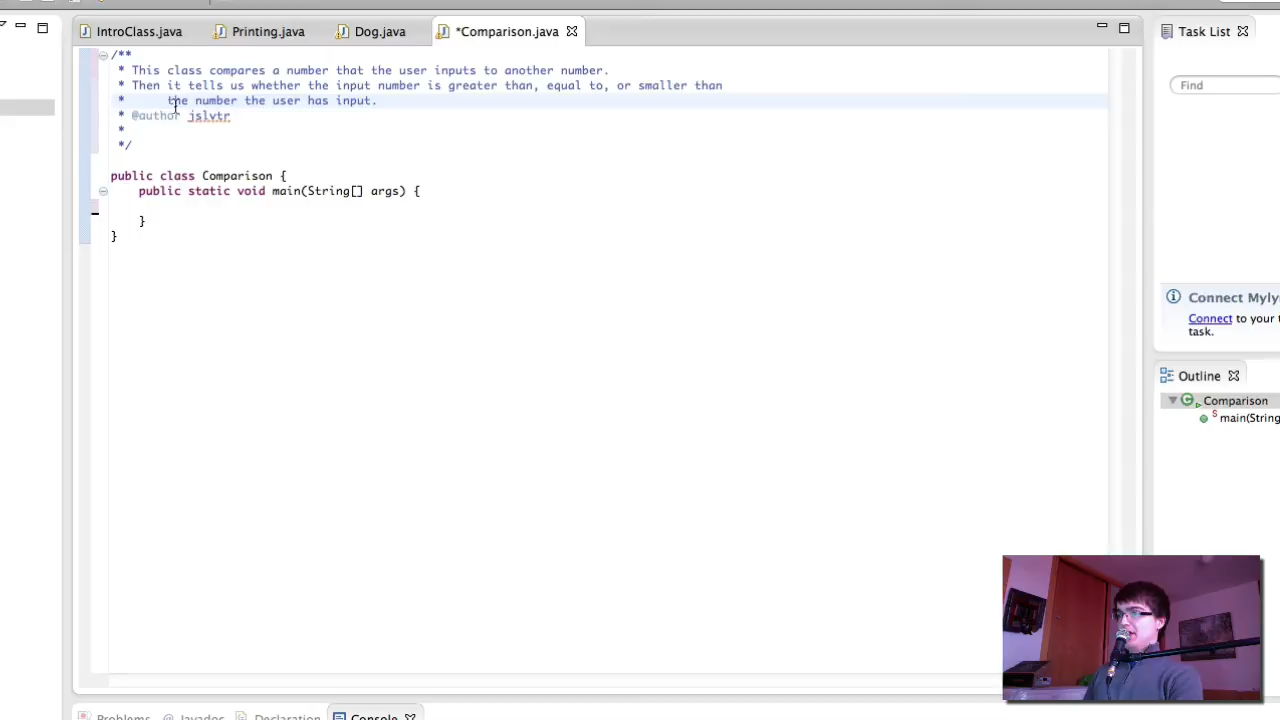 IntroClass.java Printing.java Dog.java *Comparison.java Task List
/**
* This class compares a number that the user inputs to another number.
* Then it tells us whether the input number is greater than, equal to, or smaller than
* the number the user has input.
* @author jslvtr
*
*/
public class Comparison {
public static void main(String[] args) {
}
}
Find
Connect Myly
Connect to your
task.
Outline
Comparison
main(String
Problems @ Javadoc Declaration Console